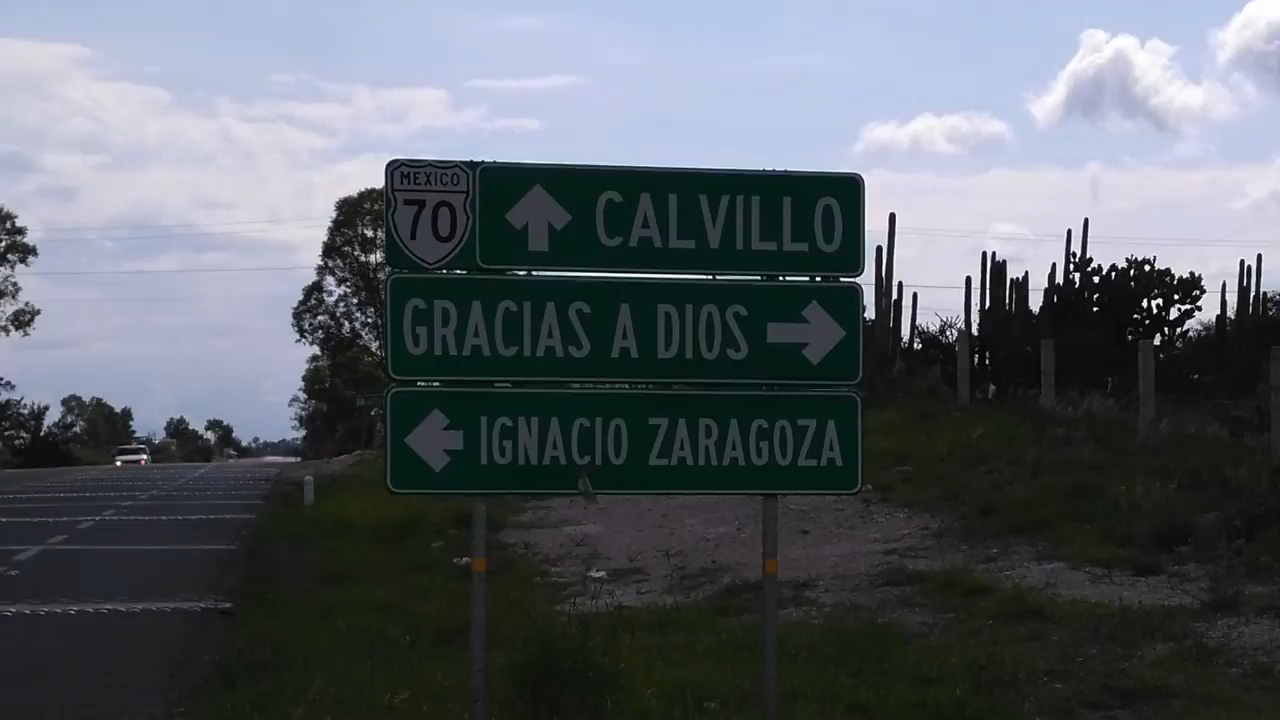 MEXICO
70
CALVILLO
GRACIAS A DIOS
IGNACIO ZARAGOZA